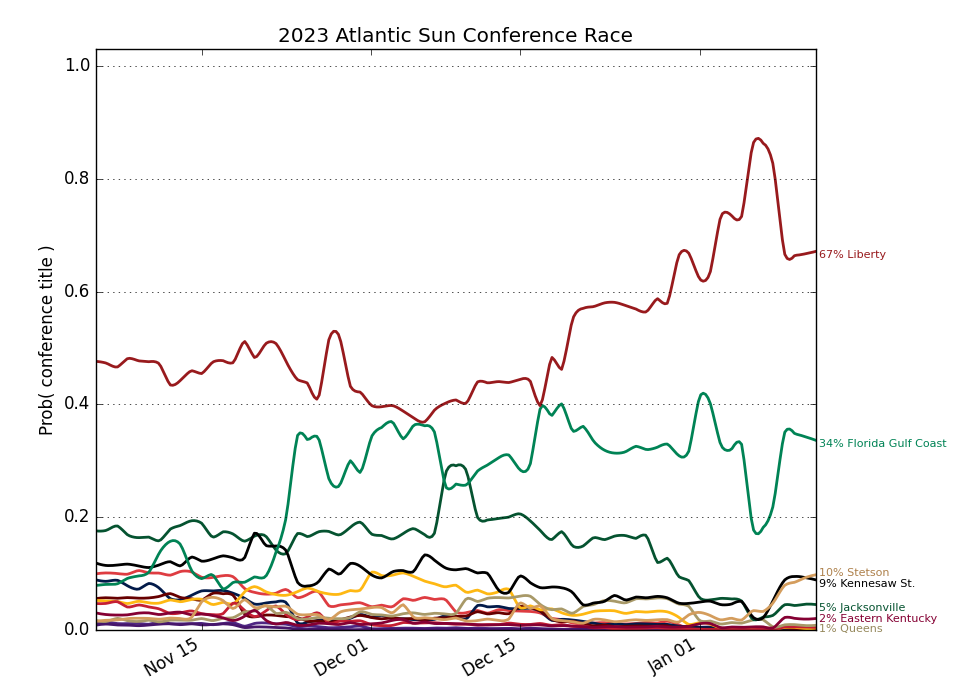 2023 Atlantic Sun Conference Race
Prob( conference title )
1.0
0.8
0.6
0.4
0.2
0.0
Nov 15
Dec 01
Dec 15
Jan 01
67% Liberty
34% Florida Gulf Coast
10% Stetson
9% Kennesaw St.
5% Jacksonville
2% Eastern Kentucky
1% Queens